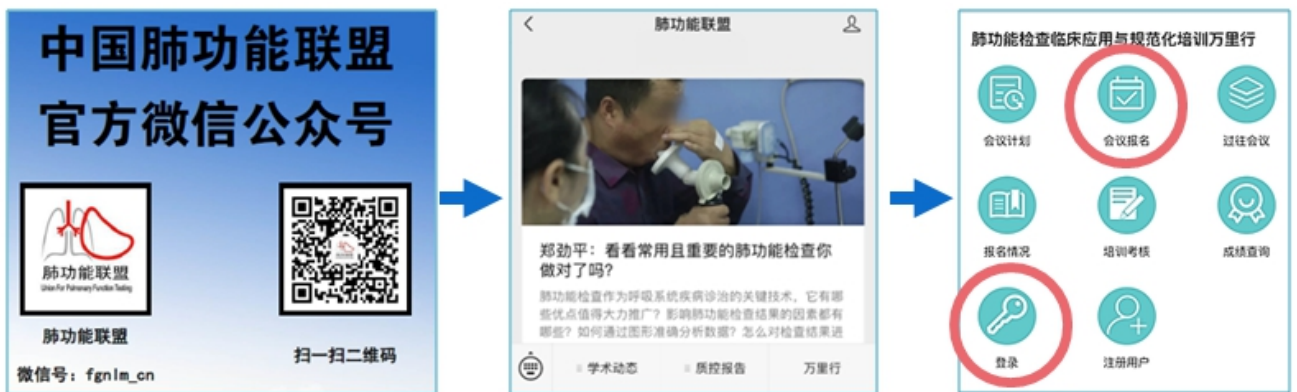 中国肺功能联盟
官方微信公众号
肺功能联盟
Union For Pulmonary Function Testing
肺功能联盟
微信号：fgnlm_cn
扫一扫二维码
肺功能联盟
郑劲平：看看常用且重要的肺功能检查你
做对了吗？
肺功能检查作为呼吸系统疾病诊治的关键技术，它有哪
些优点值得大力推广？影响肺功能检查结果的因素都有
哪些？如何通过图形准确分析数据？怎么对检查结果进
学术动态
质控报告
万里行
肺功能检查临床应用与规范化培训万里行
会议计划
会议报名
过往会议
报名情况
培训考核
成绩查询
登录
注册用户